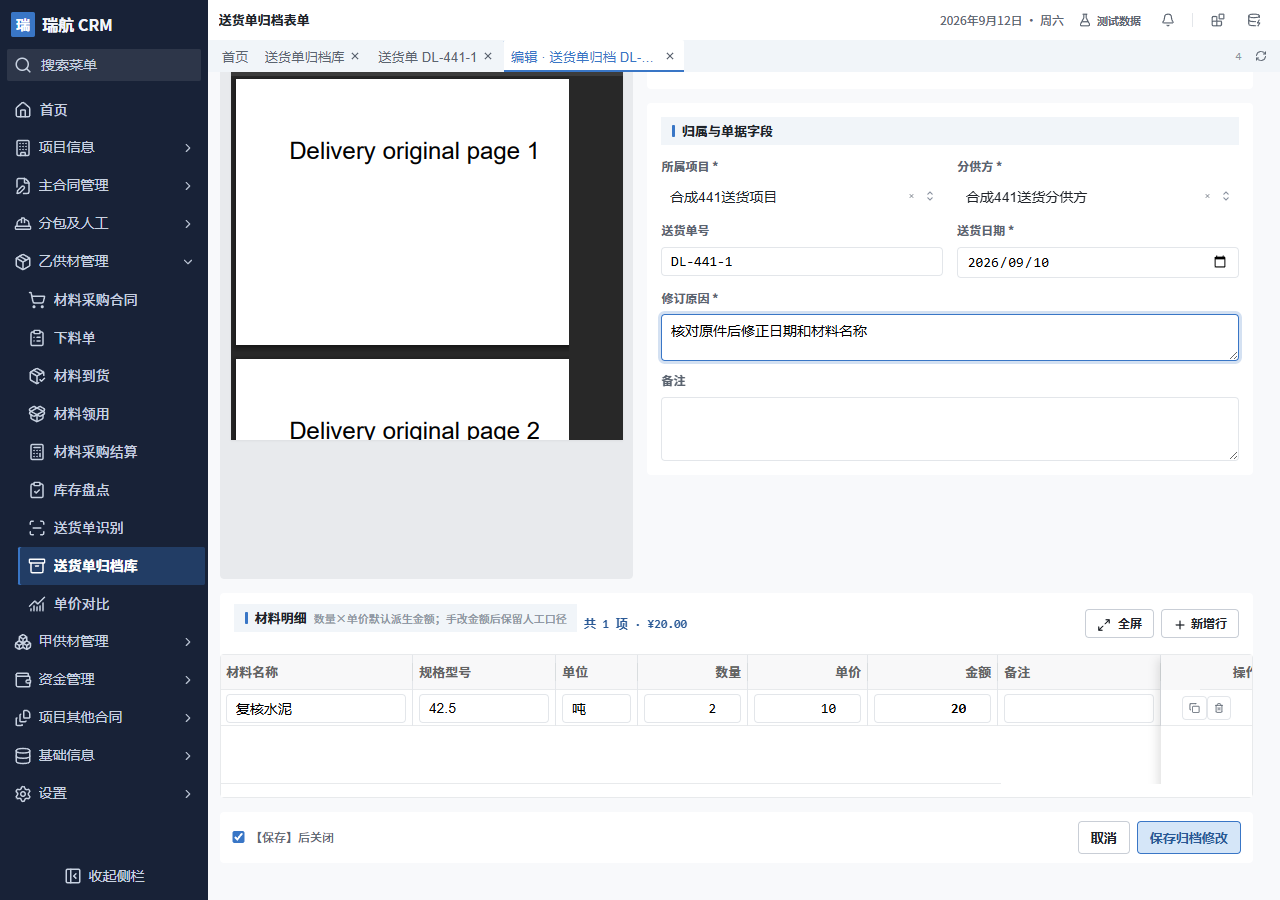 瑞 瑞航 CRM
搜索菜单
首页
项目信息
主合同管理
分包及人工
乙供材管理
材料采购合同
下料单
材料到货
材料领用
材料采购结算
库存盘点
送货单识别
送货单归档库
单价对比
甲供材管理
资金管理
项目其他合同
基础信息
设置
收起侧栏
送货单归档表单
2026年9月12日 · 周六 测试数据
首页 送货单归档库 × 送货单 DL-441-1 × 编辑 · 送货单归档 DL-... × 4
Delivery original page 1
Delivery original page 2
归属与单据字段
所属项目 * 分供方 *
合成441送货项目 × 合成441送货分供方 ×
送货单号 送货日期 *
DL-441-1 2026/09/10
修订原因 *
核对原件后修正日期和材料名称
备注
材料明细 数量×单价默认派生金额；手改金额后保留人工口径 共 1 项 · ¥20.00 全屏 新增行
材料名称 规格型号 单位 数量 单价 金额 备注 操作
复核水泥 42.5 吨 2 10 20
【保存】后关闭 取消 保存归档修改